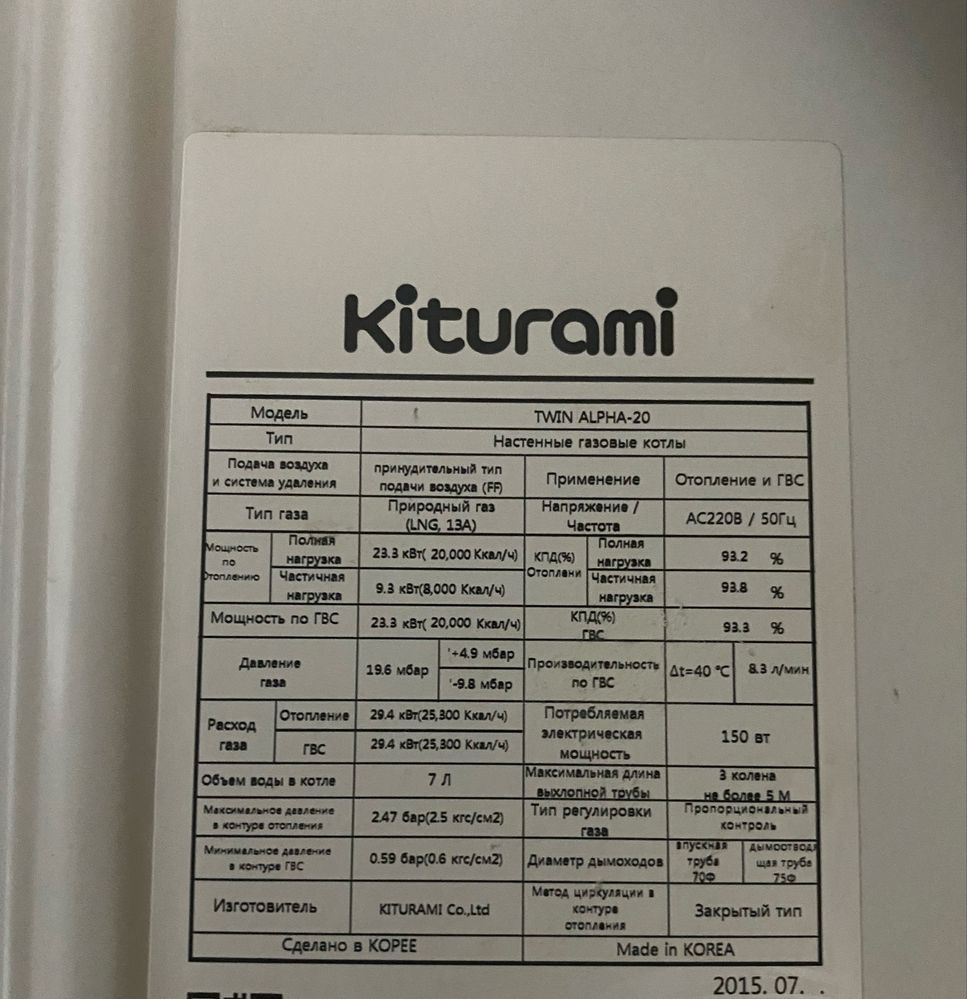 Kiturami
Модель TWIN ALPHA-20
Тип Настенные газовые котлы
Подача воздуха
и система удаления
принудительный тип
подачи воздуха (FF)
Применение
Отопление и ГВС
Тип газа
Природный газ
(LNG, 13A)
Напряжение /
Частота
AC220В / 50Гц
Мощность
по
отоплению
Полная
нагрузка
23.3 кВт( 20,000 Ккал/ч)
КПД(%)
Отоплени
Полная
нагрузка
93.2 %
Частичная
нагрузка
9.3 кВт(8,000 Ккал/ч)
Частичная
нагрузка
93.8 %
Мощность по ГВС
23.3 кВт( 20,000 Ккал/ч)
КПД(%)
ГВС
93.3 %
Давление
газа
19.6 мбар
'+4.9 мбар
'-9.8 мбар
Производительность
по ГВС
Δt=40 ℃
8.3 л/мин
Расход
газа
Отопление
29.4 кВт(25,300 Ккал/ч)
ГВС
29.4 кВт(25,300 Ккал/ч)
Потребляемая
электрическая
мощность
150 вт
Объем воды в котле
7 Л
Максимальная длина
выхлопной трубы
3 колена
не более 5 М
Максимальное давление
в контуре отопления
2.47 бар(2.5 кгс/см2)
Тип регулировки
газа
Пропорциональный
контроль
Минимальное давление
в контуре ГВС
0.59 бар(0.6 кгс/см2)
Диаметр дымоходов
впускная
труба
70Ф
дымоотводя
щая труба
75Ф
Изготовитель
KITURAMI Co.,Ltd
Метод циркуляции в
контуре
отопления
Закрытый тип
Сделано в КОРЕЕ
Made in KOREA
2015. 07. .